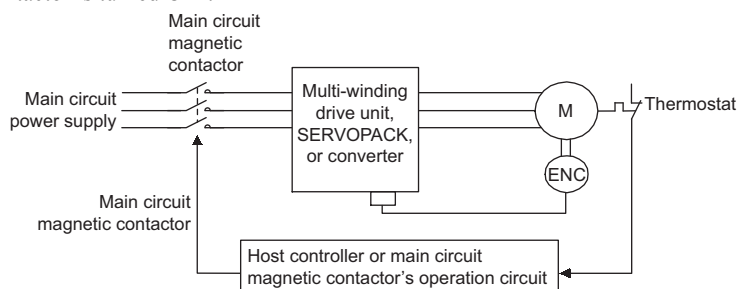 Main circuit
magnetic
contactor
Main circuit
power supply
Multi-winding
drive unit,
SERVOPACK,
or converter
M
Thermostat
ENC
Main circuit
magnetic contactor
Host controller or main circuit
magnetic contactor's operation circuit